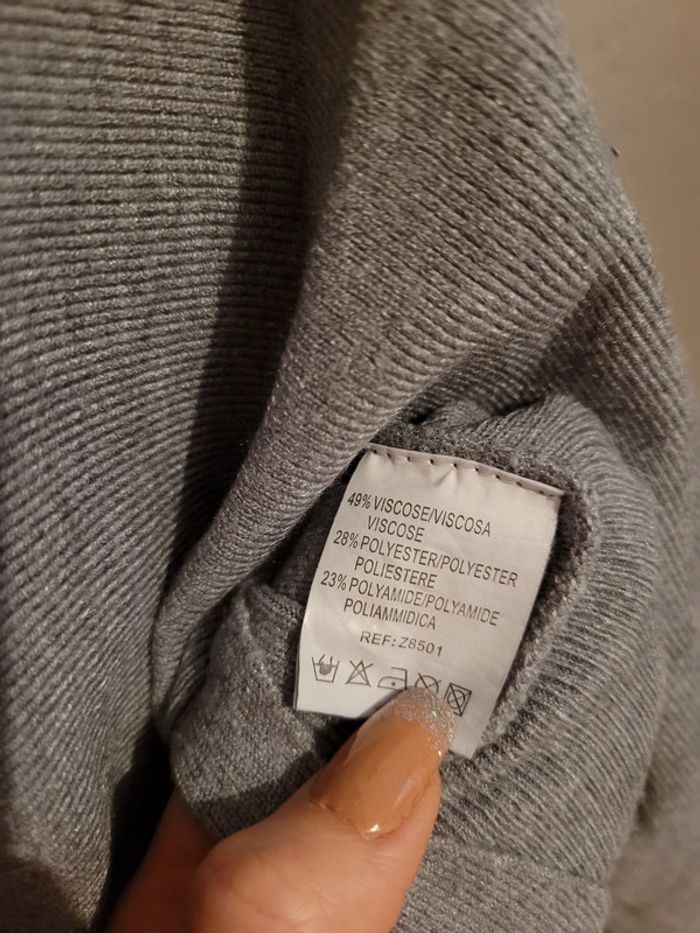 49% VISCOSE/VISCOSA
VISCOSE
28% POLYESTER/POLYESTER
POLIESTERE
23% POLYAMIDE/POLYAMIDE
POLIAMMIDICA
REF: Z8501